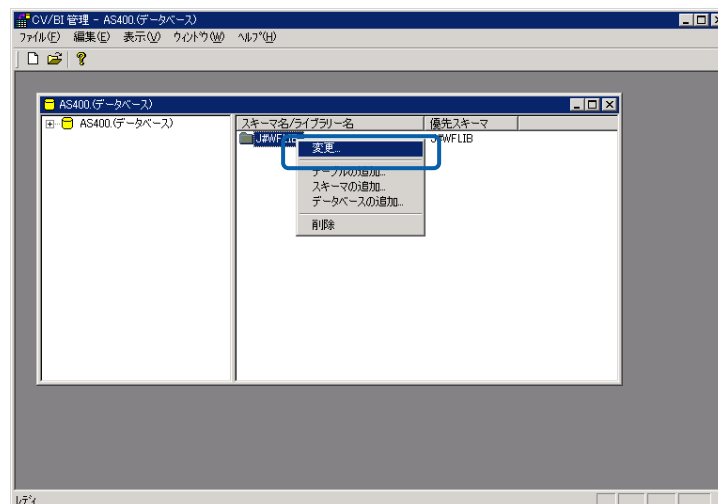 CV/BI 管理 - AS400.(データベース)
ファイル(F) 編集(E) 表示(V) ウィンドウ(W) ヘルプ(H)
AS400.(データベース)
AS400.(データベース)
スキーマ名/ライブラリー名 優先スキーマ
J#WFLIB J#WFLIB
変更...
テーブルの追加...
スキーマの追加...
データベースの追加...
削除
レディ